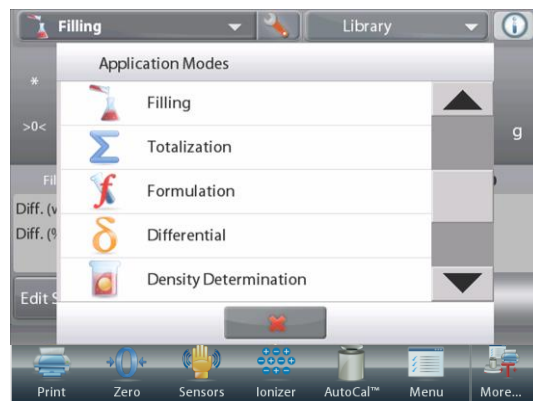 Filling
Library
Application Modes
*
Filling
>0<
g
Totalization
Fil
Formulation
Diff. (v
Diff. (%
Differential
Density Determination
Edit S
Print Zero Sensors Ionizer AutoCal™ Menu More...